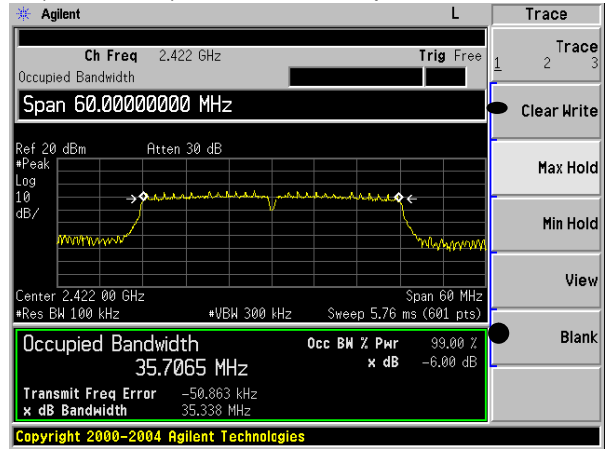 Agilent L Trace
Ch Freq 2.422 GHz Trig Free
Occupied Bandwidth
Trace
1 2 3
Span 60.00000000 MHz
Clear Write
Ref 20 dBm Atten 30 dB
#Peak
Log
10
dB/
Max Hold
Min Hold
View
Center 2.422 00 GHz Span 60 MHz
#Res BW 100 kHz #VBW 300 kHz Sweep 5.76 ms (601 pts)
Occupied Bandwidth Occ BW % Pwr 99.00 %
35.7065 MHz x dB -6.00 dB
Blank
Transmit Freq Error -50.863 kHz
x dB Bandwidth 35.338 MHz
Copyright 2000-2004 Agilent Technologies